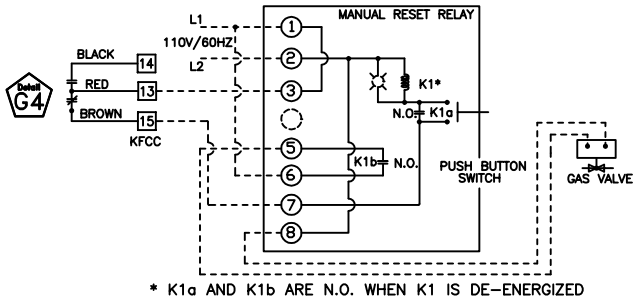 L1
MANUAL RESET RELAY
1
110V/60HZ
BLACK
L2
2
14
Detail
G4
RED
13
3
K1*
N.O.
K1a
BROWN
15
KFCC
5
K1b
N.O.
PUSH BUTTON
SWITCH
6
GAS VALVE
7
8
* K1a AND K1b ARE N.O. WHEN K1 IS DE-ENERGIZED